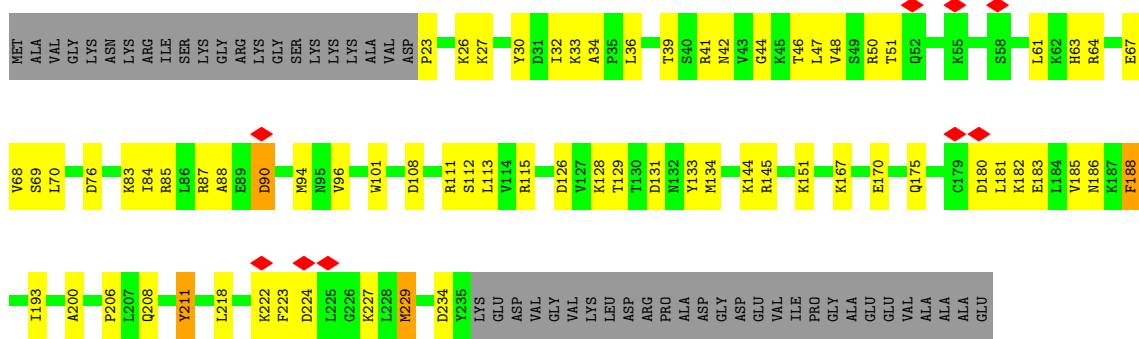 MET ALA VAL GLY LYS ASN LYS ARG ILE SER LYS GLY ARG LYS GLY SER LYS LYS LYS ALA VAL ASP P23 K26 K27 Y30 D31 I32 K33 A34 P35 L36 T39 S40 R41 N42 V43 G44 K45 T46 L47 V48 S49 R50 T51 Q52 K55 S58 L61 K62 H63 R64 E67
V68 S69 L70 D76 K83 I84 R85 L86 R87 A88 E89 D90 M94 N95 V96 W101 D108 R111 S112 L113 V114 R115 D126 V127 K128 T129 T130 D131 N132 Y133 M134 K144 R145 K151 K167 E170 Q175 C179 D180 L181 K182 E183 L184 V185 N186 K187 F188
I193 A200 P206 L207 Q208 Y211 L218 K222 F223 D224 L225 G226 K227 L228 M229 D234 Y235 LYS GLU ASP VAL GLY VAL LYS LEU ASP ARG PRO ALA ASP GLY ASP GLU VAL ILE PRO GLY ALA GLU GLU VAL ALA ALA ALA GLU